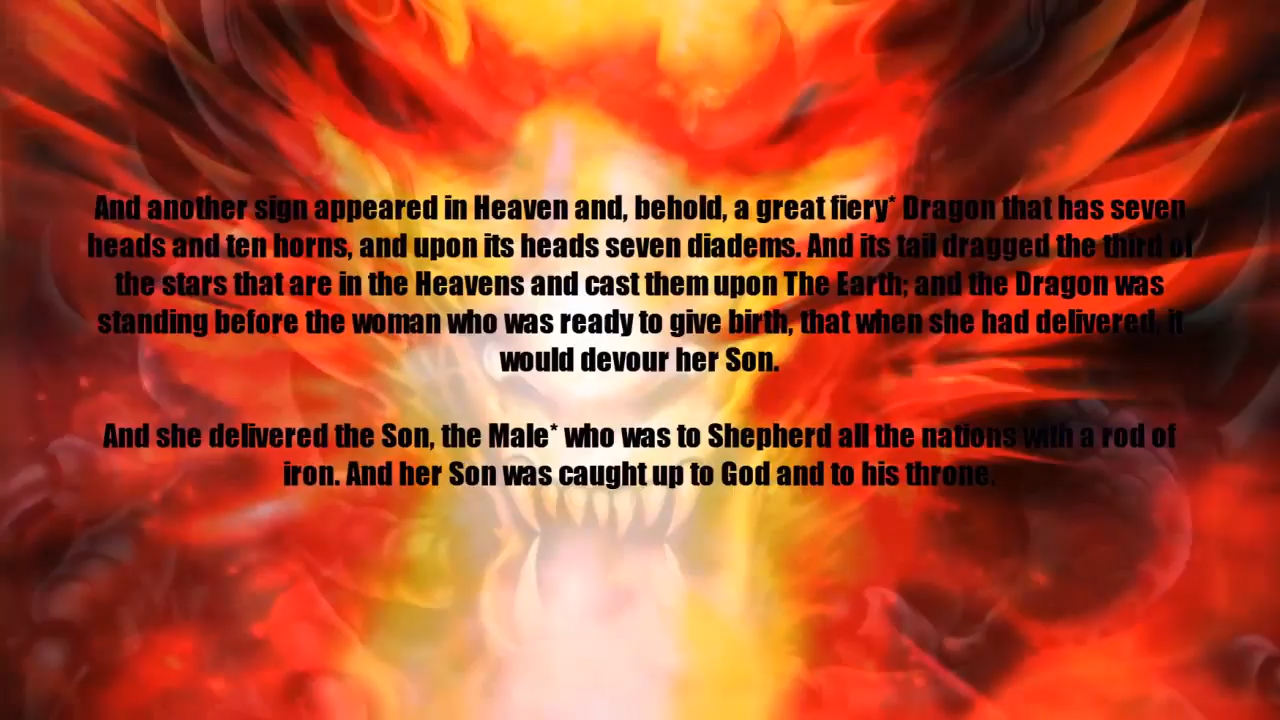 And another sign appeared in Heaven and, behold, a great fiery* Dragon that has seven
heads and ten horns, and upon its heads seven diadems. And its tail dragged the third of
the stars that are in the Heavens and cast them upon The Earth; and the Dragon was
standing before the woman who was ready to give birth, that when she had delivered, it
would devour her Son.
And she delivered the Son, the Male* who was to Shepherd all the nations with a rod of
iron. And her Son was caught up to God and to his throne.